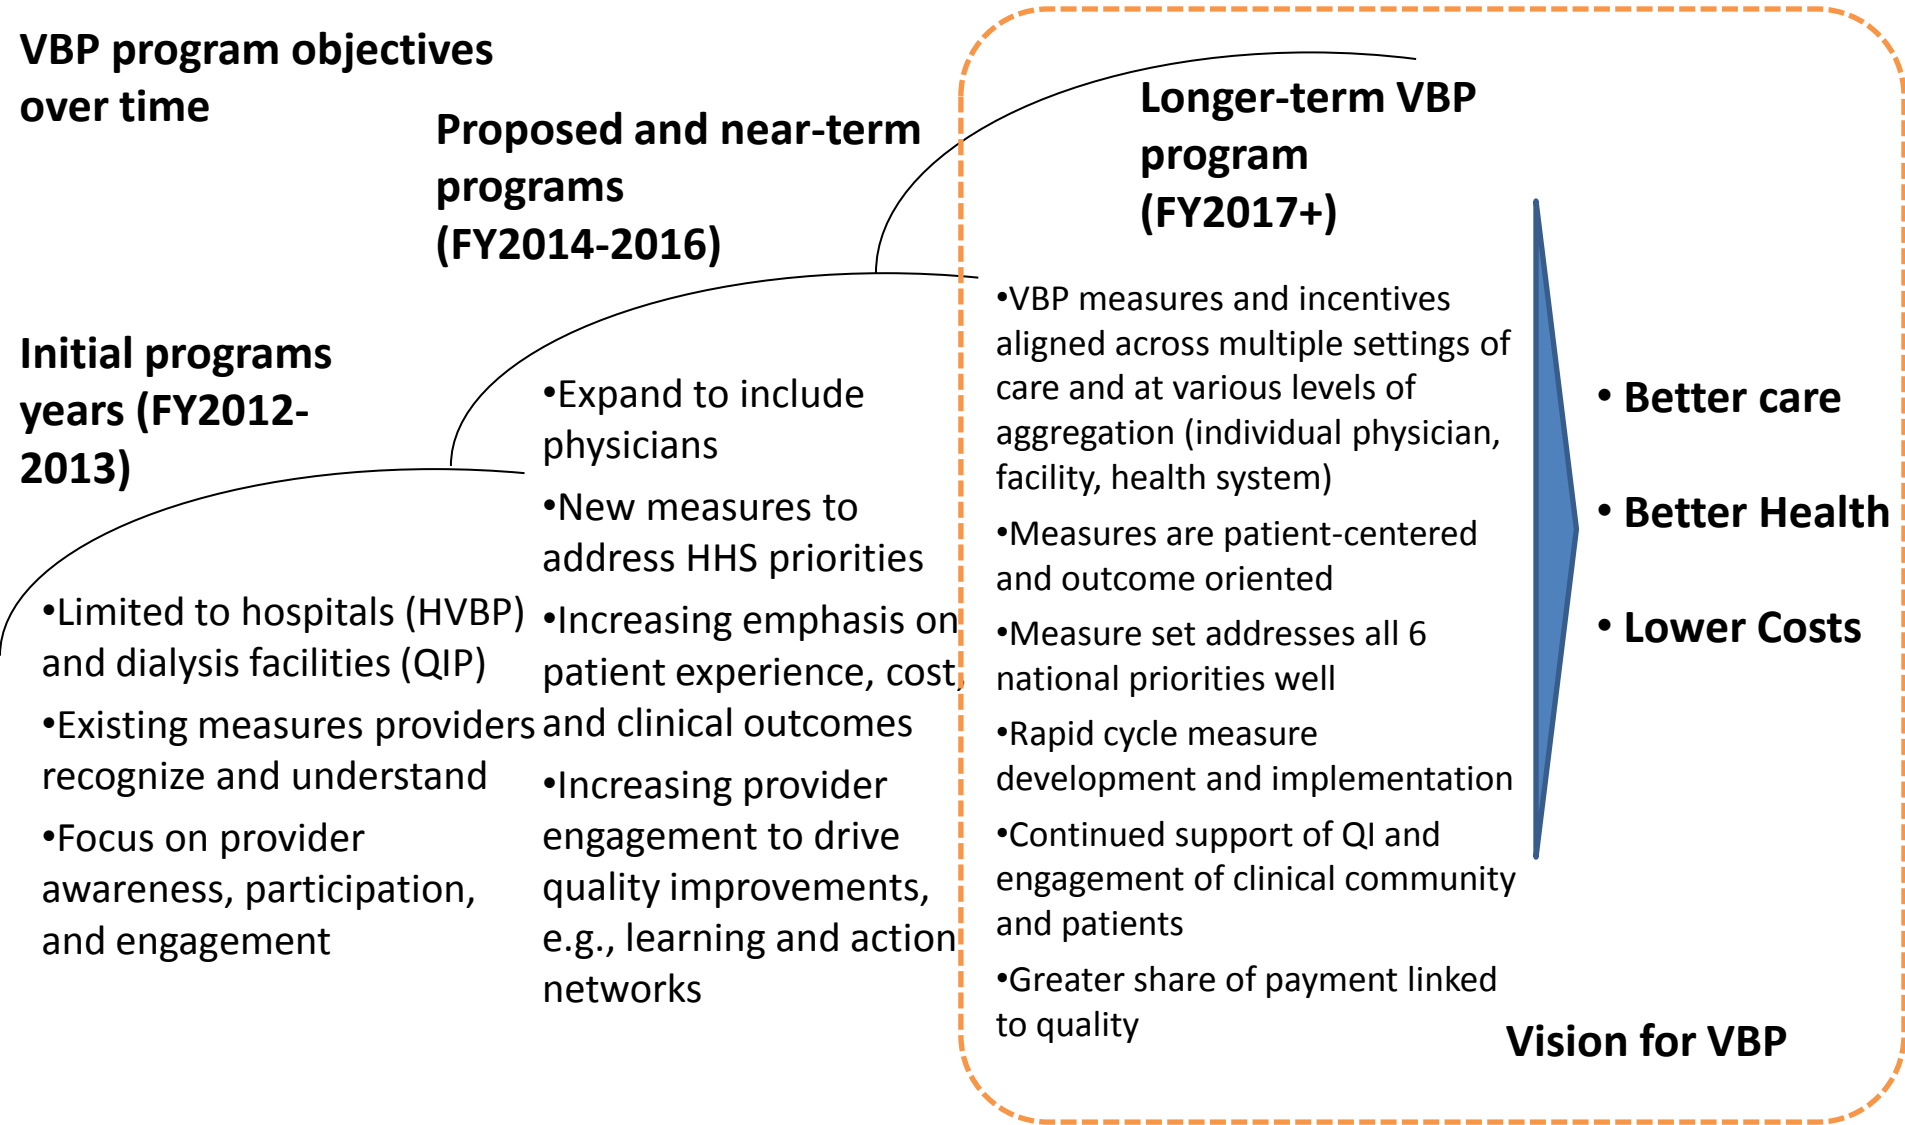 VBP program objectives
over time
Initial programs
years (FY2012-
2013)
•Limited to hospitals (HVBP)
and dialysis facilities (QIP)
•Existing measures providers
recognize and understand
•Focus on provider
awareness, participation,
and engagement
Proposed and near-term
programs
(FY2014-2016)
•Expand to include
physicians
•New measures to
address HHS priorities
•Increasing emphasis on
patient experience, cost,
and clinical outcomes
•Increasing provider
engagement to drive
quality improvements,
e.g., learning and action
networks
Longer-term VBP
program
(FY2017+)
•VBP measures and incentives
aligned across multiple settings of
care and at various levels of
aggregation (individual physician,
facility, health system)
•Measures are patient-centered
and outcome oriented
•Measure set addresses all 6
national priorities well
•Rapid cycle measure
development and implementation
•Continued support of QI and
engagement of clinical community
and patients
•Greater share of payment linked
to quality
• Better care
• Better Health
• Lower Costs
Vision for VBP